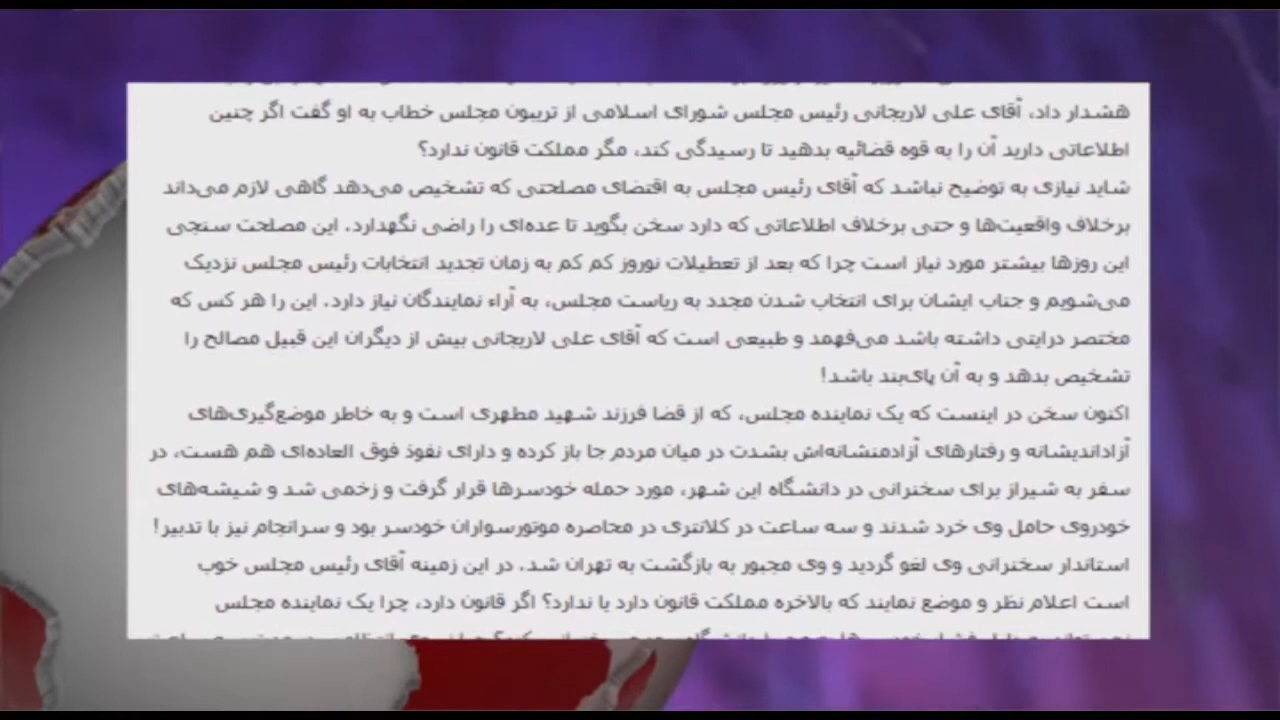 هشدار داد، آقای علی لاریجانی رئیس مجلس شورای اسلامی از تریبون مجلس خطاب به او گفت اگر چنین
اطلاعاتی دارید آن را به قوه قضائیه بدهید تا رسیدگی کند، مگر مملکت قانون ندارد؟
شاید نیازی به توضیح نباشد که آقای رئیس مجلس به اقتضای مصلحتی که تشخیص می‌دهد گاهی لازم می‌داند
برخلاف واقعیت‌ها و حتی برخلاف اطلاعاتی که دارد سخن بگوید تا عده‌ای را راضی نگهدارد. این مصلحت سنجی
این روزها بیشتر مورد نیاز است چرا که بعد از تعطیلات نوروز کم کم به زمان تجدید انتخابات رئیس مجلس نزدیک
می‌شویم و جناب ایشان برای انتخاب شدن مجدد به ریاست مجلس، به آراء نمایندگان نیاز دارد. این را هر کس که
مختصر درایتی داشته باشد می‌فهمد و طبیعی است که آقای علی لاریجانی بیش از دیگران این قبیل مصالح را
تشخیص بدهد و به آن پای‌بند باشد!
اکنون سخن در اینست که یک نماینده مجلس، که از قضا فرزند شهید مطهری است و به خاطر موضع‌گیری‌های
آزاداندیشانه و رفتارهای آزادمنشانه‌اش بشدت در میان مردم جا باز کرده و دارای نفوذ فوق العاده‌ای هم هست، در
سفر به شیراز برای سخنرانی در دانشگاه این شهر، مورد حمله خودسرها قرار گرفت و زخمی شد و شیشه‌های
خودروی حامل وی خرد شدند و سه ساعت در کلانتری در محاصره موتورسواران خودسر بود و سرانجام نیز با تدبیر!
استاندار سخنرانی وی لغو گردید و وی مجبور به بازگشت به تهران شد. در این زمینه آقای رئیس مجلس خوب
است اعلام نظر و موضع نمایند که بالاخره مملکت قانون دارد یا ندارد؟ اگر قانون دارد، چرا یک نماینده مجلس